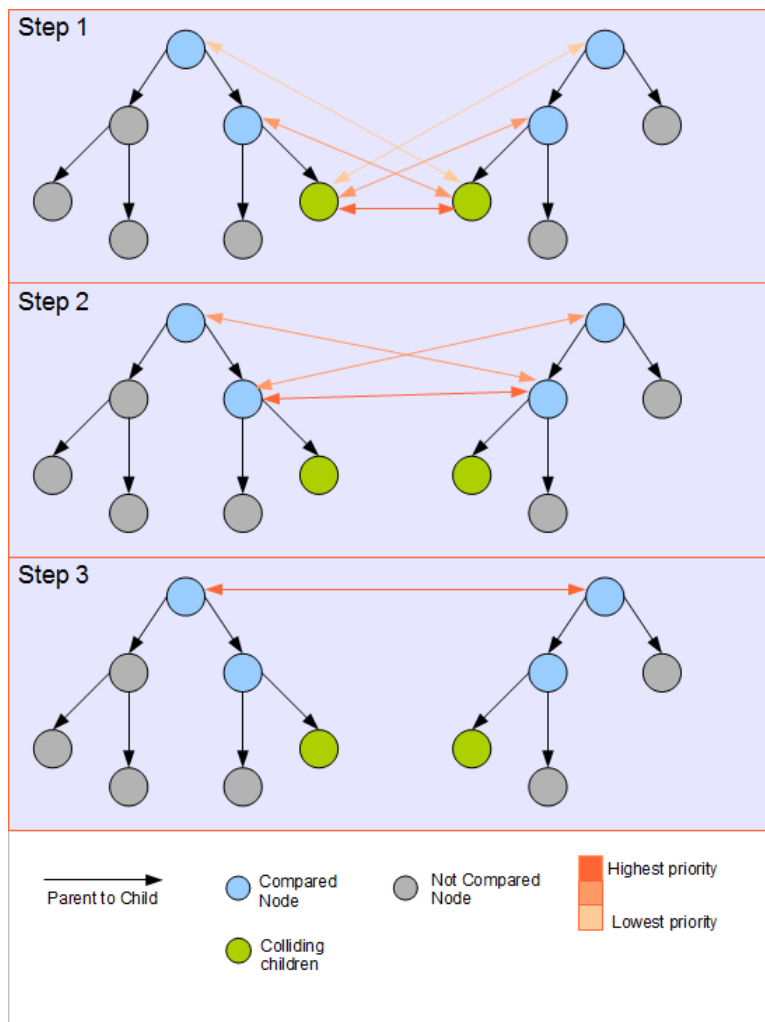 Step 1
Step 2
Step 3
Parent to Child
Compared
Node
Not Compared
Node
Highest priority
Lowest priority
Colliding
children